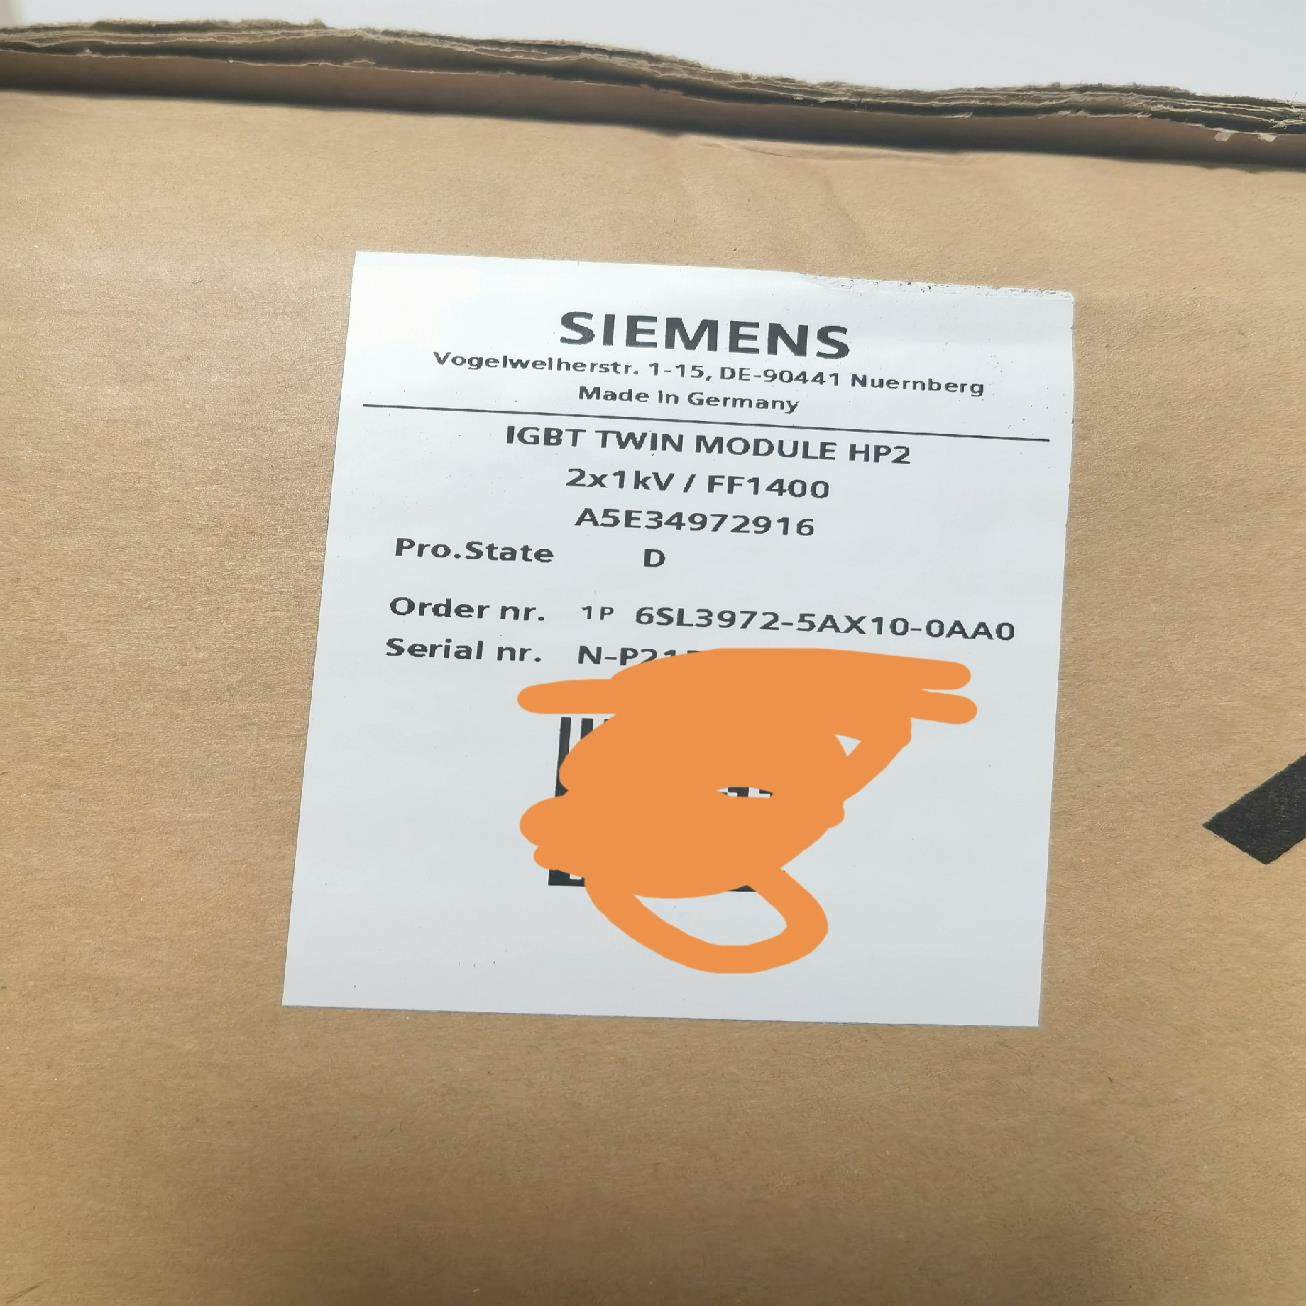 SIEMENS
Vogelweiherstr. 1-15, DE-90441 Nuernberg
Made in Germany
IGBT TWIN MODULE HP2
2x1kV / FF1400
A5E34972916
Pro.State D
Order nr. 1P 6SL3972-5AX10-0AA0
Serial nr.